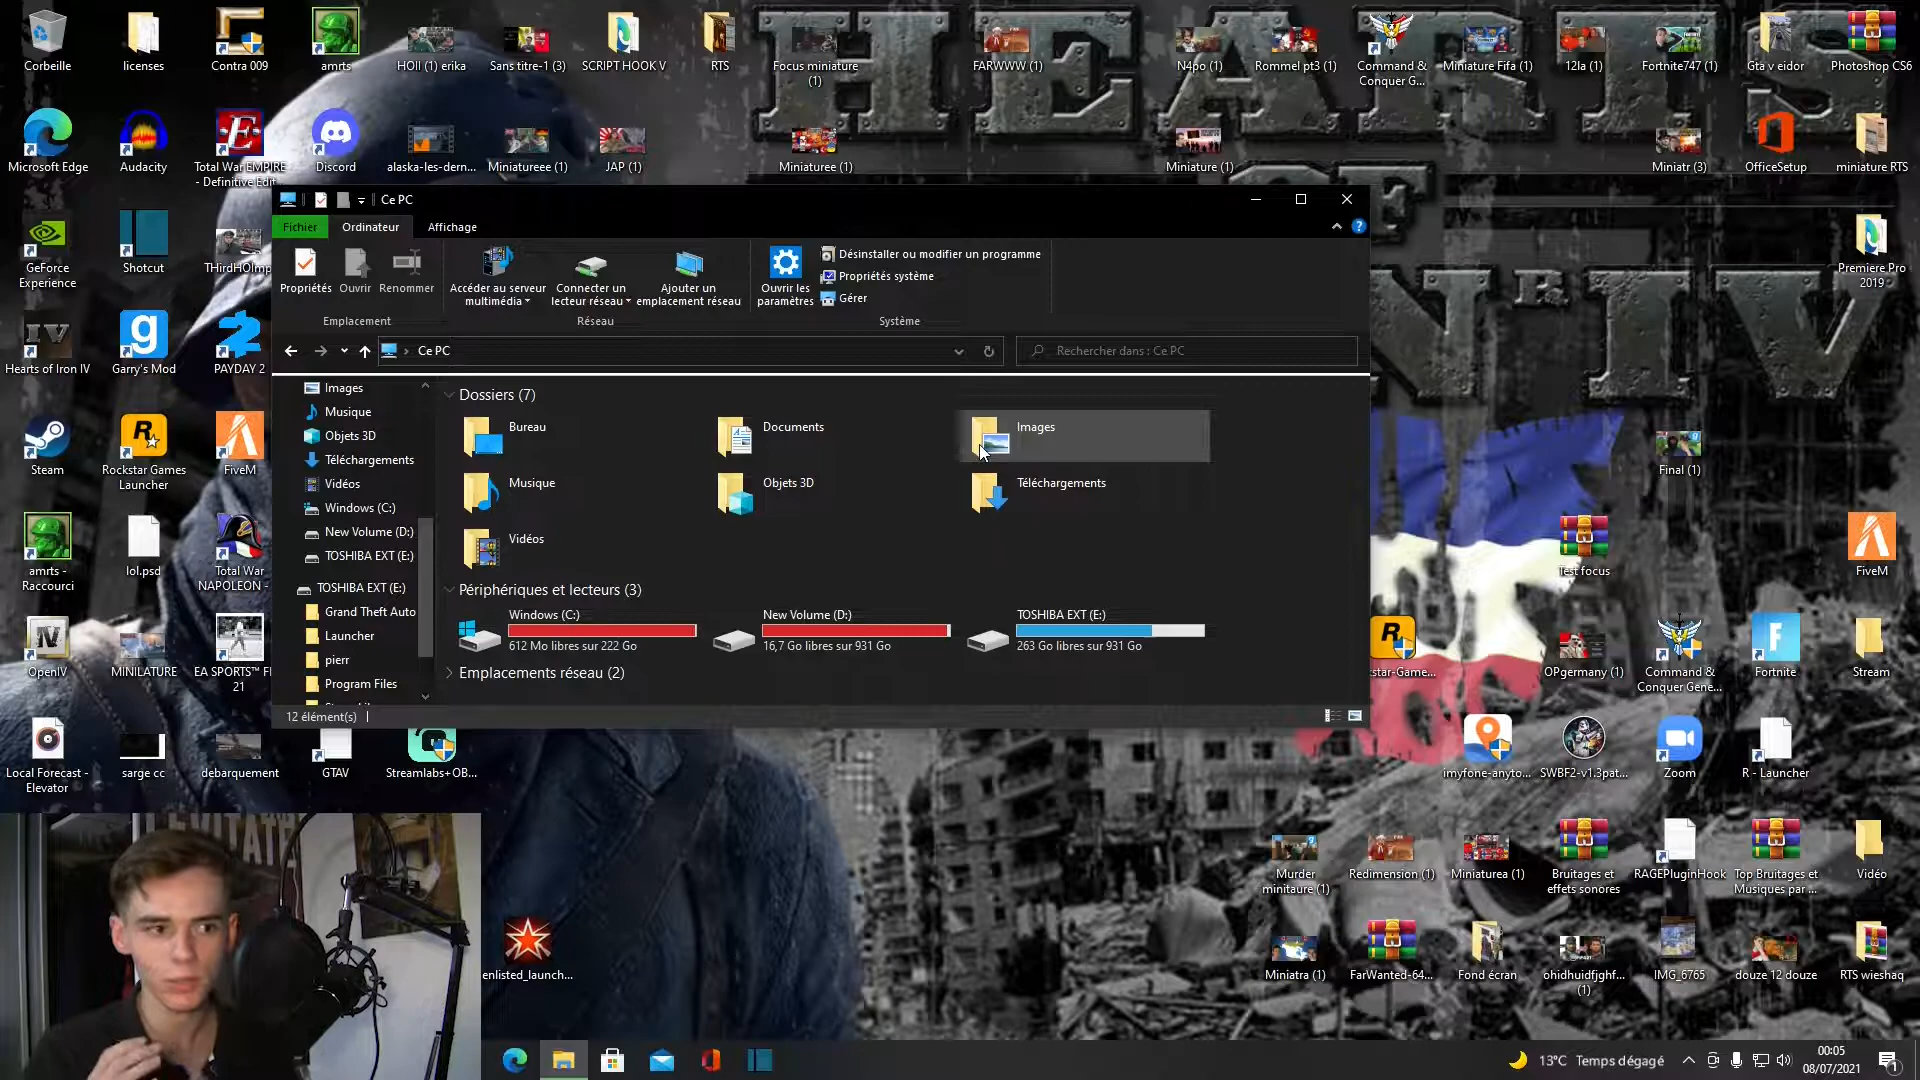 Corbeille
licenses
Contra 009
amrts
HOII (1) erika
Sans titre-1 (3)
SCRIPT HOOK V
RTS
Focus miniature
(1)
FARWWW (1)
N4po (1)
Rommel pt3 (1)
Command &
Conquer G...
Miniature Fifa (1)
12la (1)
Fortnite747 (1)
Gta v eidor
Photoshop CS6
HEARTS
Microsoft Edge
Audacity
Total War EMPIRE
- Definitive Edit...
Discord
alaska-les-dern...
Miniatureee (1)
JAP (1)
Miniaturee (1)
Miniature (1)
Miniatr (3)
OfficeSetup
miniature RTS
Ce PC
Fichier
Ordinateur
Affichage
GeForce
Experience
Shotcut
THirdHOImp
Premiere Pro
2019
Propriétés
Ouvrir
Renommer
Accéder au serveur
multimédia
Connecter un
lecteur réseau
Ajouter un
emplacement réseau
Ouvrir les
paramètres
Désinstaller ou modifier un programme
Propriétés système
Gérer
Emplacement
Réseau
Système
Hearts of Iron IV
Garry's Mod
PAYDAY 2
Ce PC
Rechercher dans : Ce PC
IV
Images
Musique
Objets 3D
Téléchargements
Vidéos
Windows (C:)
New Volume (D:)
TOSHIBA EXT (E:)
TOSHIBA EXT (E:)
Grand Theft Auto
Launcher
pierr
Program Files
Dossiers (7)
Bureau
Documents
Images
Musique
Objets 3D
Téléchargements
Vidéos
Périphériques et lecteurs (3)
Windows (C:)
612 Mo libres sur 222 Go
New Volume (D:)
16,7 Go libres sur 931 Go
TOSHIBA EXT (E:)
263 Go libres sur 931 Go
Emplacements réseau (2)
12 élément(s)
Steam
Rockstar Games
Launcher
FiveM
Final (1)
amrts -
Raccourci
lol.psd
Total War
NAPOLEON -
Test focus
FiveM
OpenIV
MINILATURE
EA SPORTS™ FI
21
kstar-Game...
OPgermany (1)
Command &
Conquer Gene...
Fortnite
Stream
Local Forecast -
Elevator
sarge cc
debarquement
GTAV
Streamlabs+OB...
imyfone-anyto...
SWBF2-v1.3pat...
Zoom
R - Launcher
Murder
minitaure (1)
Redimension (1)
Miniaturea (1)
Bruitages et
effets sonores
RAGEPluginHook
Top Bruitages et
Musiques par ...
Vidéo
enlisted_launch...
Miniatra (1)
FarWanted-64...
Fond écran
ohidhuidfjghf...
(1)
IMG_6765
douze 12 douze
RTS wieshaq
13°C Temps dégagé
00:05
08/07/2021
1